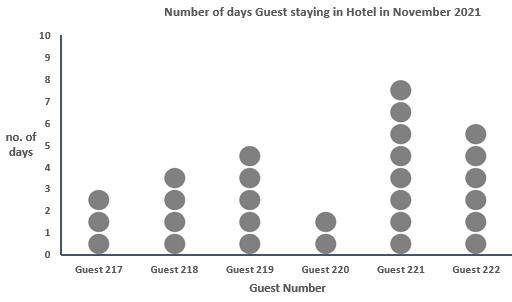 Number of days Guest staying in Hotel in November 2021
10
9
8
7
6
5
4
3
2
1
0
no. of
days
Guest 217 Guest 218 Guest 219 Guest 220 Guest 221 Guest 222
Guest Number